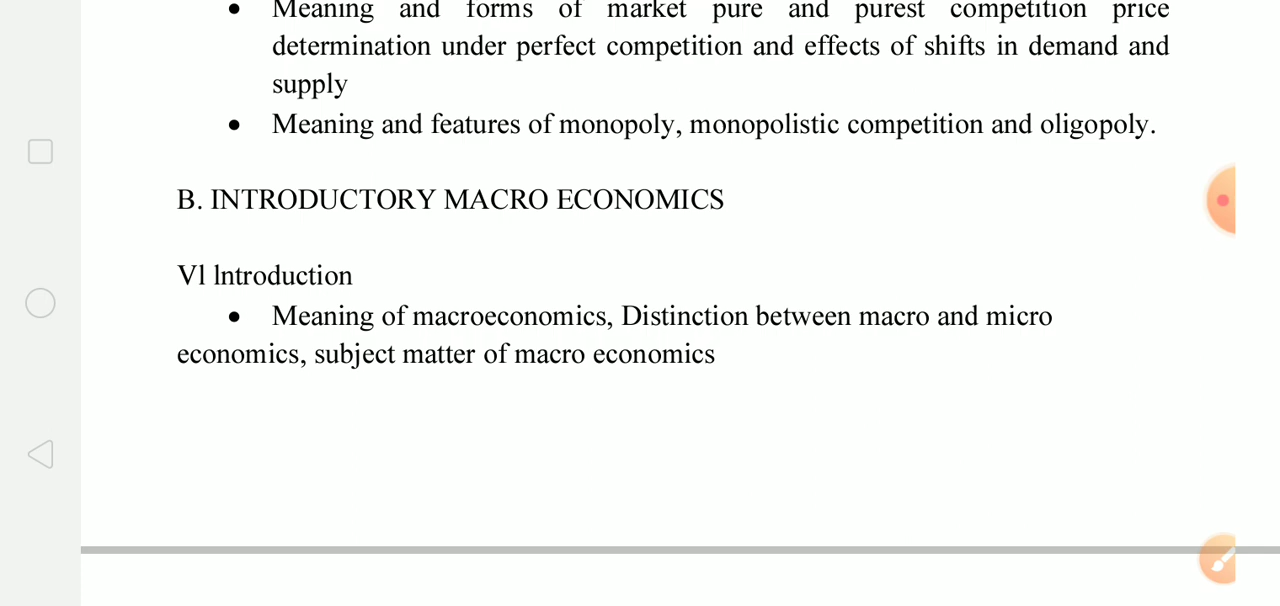 • Meaning and forms of market pure and purest competition price
determination under perfect competition and effects of shifts in demand and
supply
• Meaning and features of monopoly, monopolistic competition and oligopoly.
B. INTRODUCTORY MACRO ECONOMICS
Vl lntroduction
• Meaning of macroeconomics, Distinction between macro and micro
economics, subject matter of macro economics